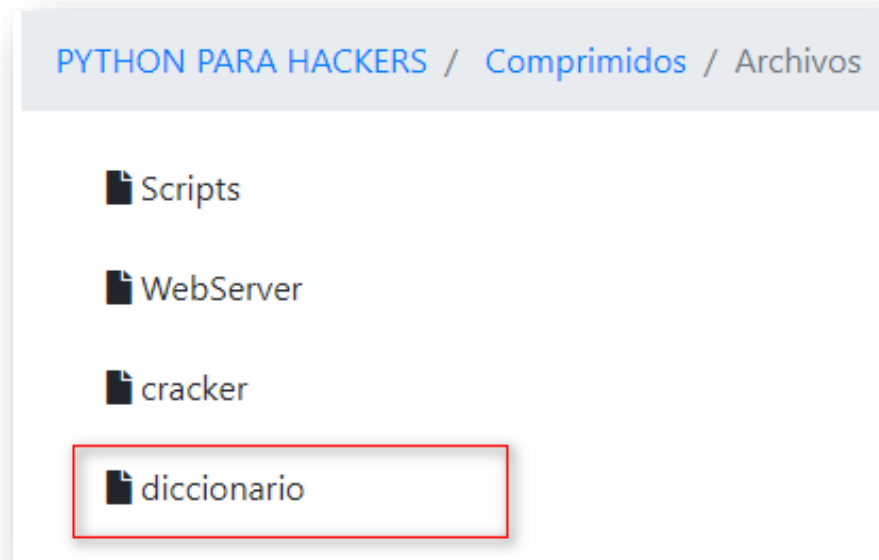 PYTHON PARA HACKERS / Comprimidos / Archivos
Scripts
WebServer
cracker
diccionario